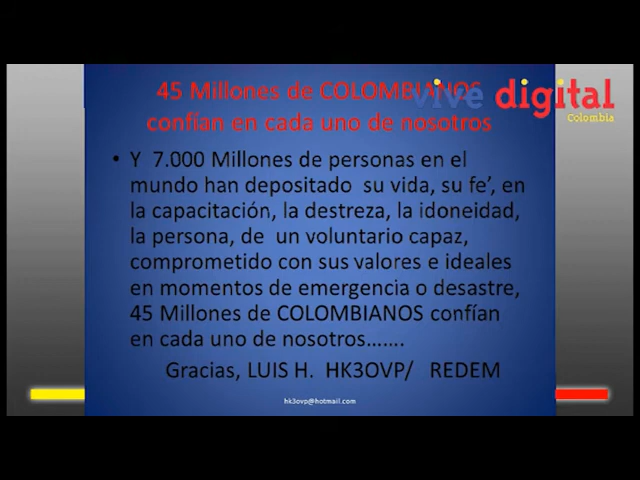 45 Millones de COLOMBIANOS
confían en cada uno de nosotros
vive digital
Colombia
• Y 7.000 Millones de personas en el
mundo han depositado su vida, su fe’, en
la capacitación, la destreza, la idoneidad,
la persona, de un voluntario capaz,
comprometido con sus valores e ideales
en momentos de emergencia o desastre,
45 Millones de COLOMBIANOS confían
en cada uno de nosotros…….
Gracias, LUIS H. HK3OVP/ REDEM
hk3ovp@hotmail.com